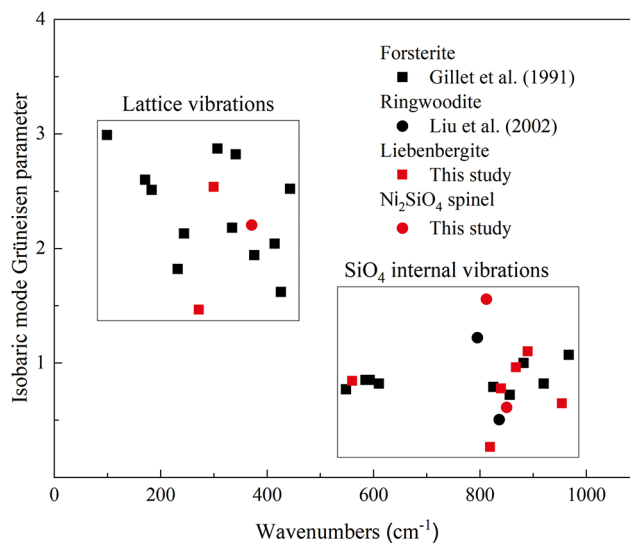 4
3
2
1
0
200
400
600
800
1000
Isobaric mode Grüneisen parameter
Wavenumbers (cm⁻¹)
Lattice vibrations
Forsterite
Gillet et al. (1991)
Ringwoodite
Liu et al. (2002)
Liebenbergite
This study
Ni₂SiO₄ spinel
This study
SiO₄ internal vibrations